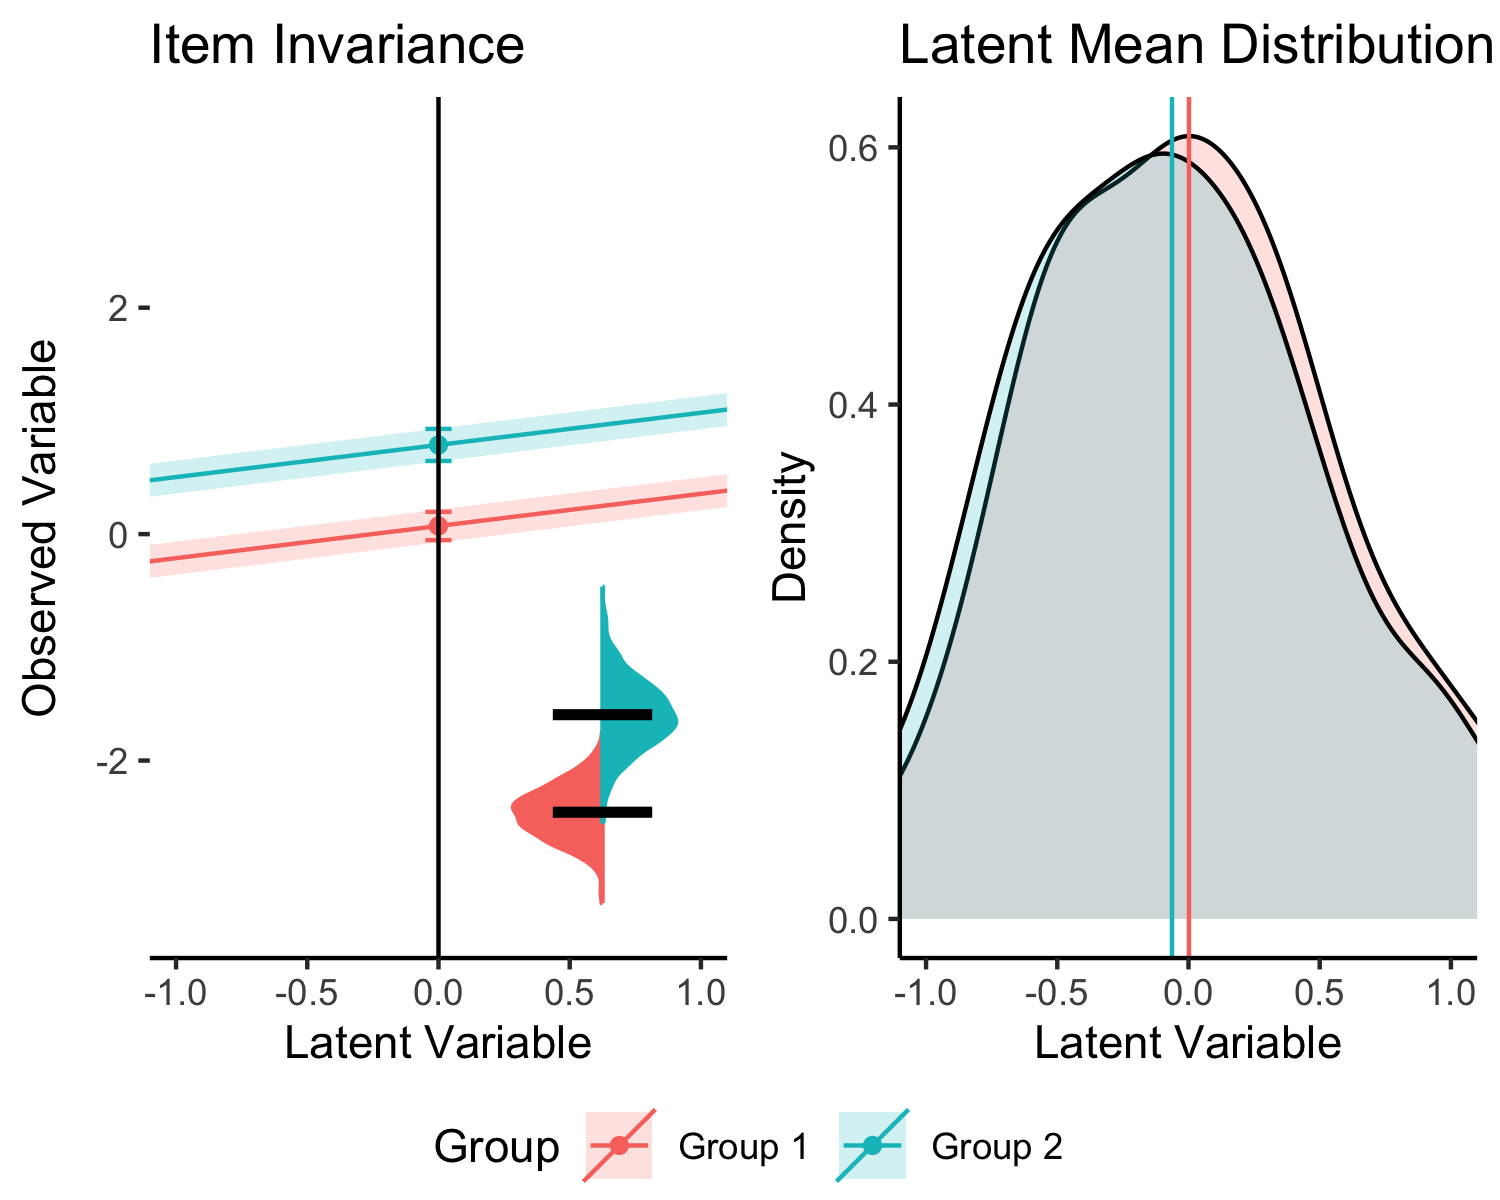 Item Invariance
Observed Variable
2
0
-2
-1.0 -0.5 0.0 0.5 1.0
Latent Variable
Latent Mean Distribution
Density
0.6
0.4
0.2
0.0
-1.0 -0.5 0.0 0.5 1.0
Latent Variable
Group Group 1 Group 2